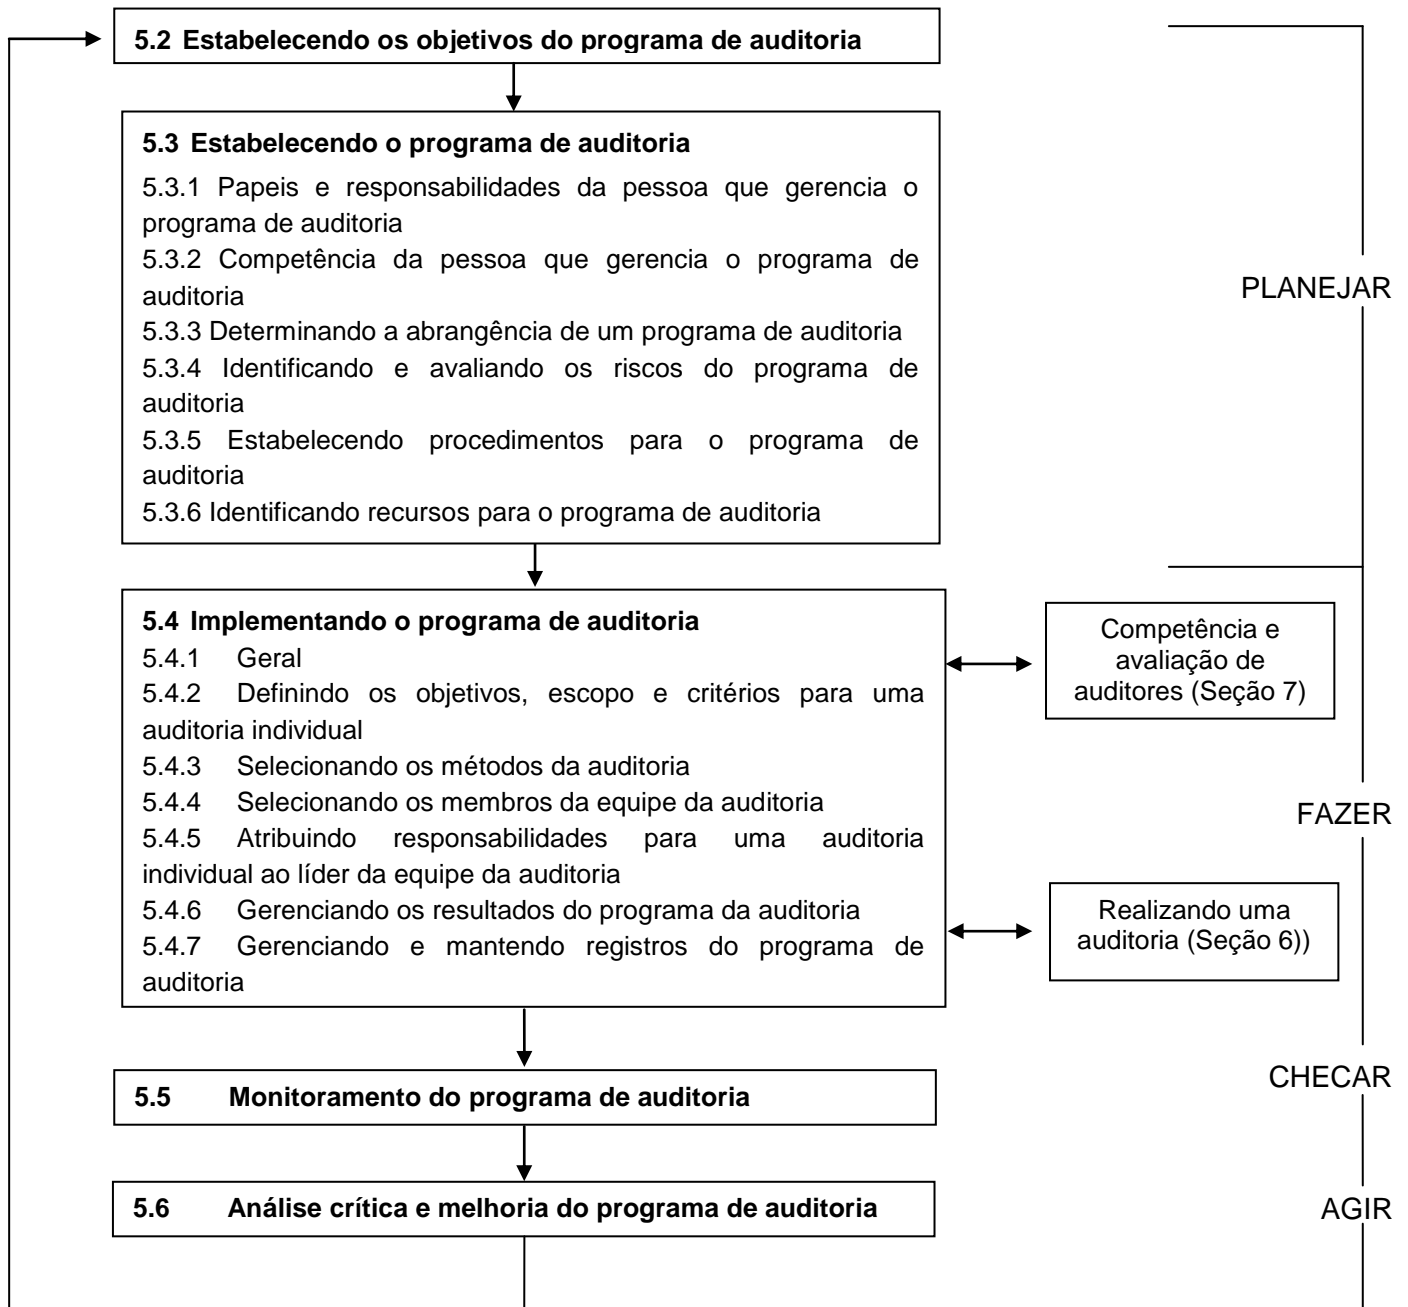 5.2 Estabelecendo os objetivos do programa de auditoria
5.3 Estabelecendo o programa de auditoria
5.3.1 Papeis e responsabilidades da pessoa que gerencia o
programa de auditoria
5.3.2 Competência da pessoa que gerencia o programa de
auditoria
5.3.3 Determinando a abrangência de um programa de auditoria
5.3.4 Identificando e avaliando os riscos do programa de
auditoria
5.3.5 Estabelecendo procedimentos para o programa de
auditoria
5.3.6 Identificando recursos para o programa de auditoria
PLANEJAR
5.4 Implementando o programa de auditoria
5.4.1 Geral
5.4.2 Definindo os objetivos, escopo e critérios para uma
auditoria individual
5.4.3 Selecionando os métodos da auditoria
5.4.4 Selecionando os membros da equipe da auditoria
5.4.5 Atribuindo responsabilidades para uma auditoria
individual ao líder da equipe da auditoria
5.4.6 Gerenciando os resultados do programa da auditoria
5.4.7 Gerenciando e mantendo registros do programa de
auditoria
Competência e
avaliação de
auditores (Seção 7)
FAZER
Realizando uma
auditoria (Seção 6))
5.5 Monitoramento do programa de auditoria
CHECAR
5.6 Análise crítica e melhoria do programa de auditoria
AGIR